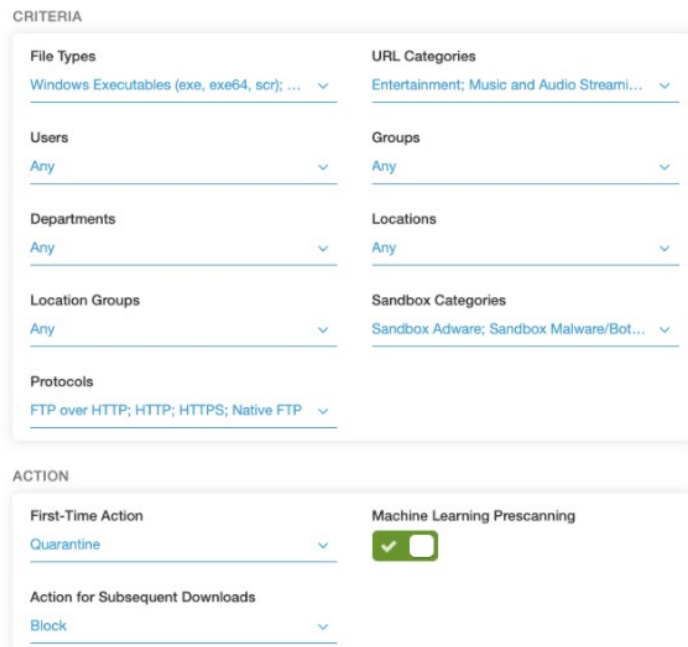 CRITERIA
File Types
URL Categories
Windows Executables (exe, exe64, scr); ...
Entertainment; Music and Audio Streami...
Users
Groups
Any
Any
Departments
Locations
Any
Any
Location Groups
Sandbox Categories
Any
Sandbox Adware; Sandbox Malware/Bot...
Protocols
FTP over HTTP; HTTP; HTTPS; Native FTP
ACTION
First-Time Action
Machine Learning Prescanning
Quarantine
Action for Subsequent Downloads
Block